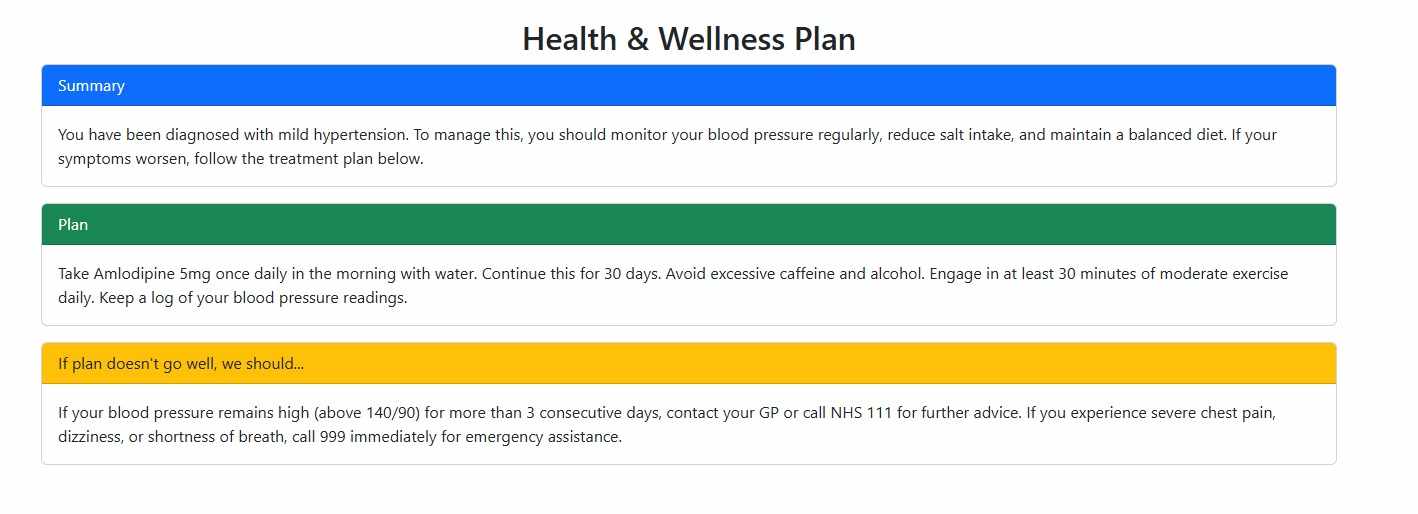 Health & Wellness Plan
Summary
You have been diagnosed with mild hypertension. To manage this, you should monitor your blood pressure regularly, reduce salt intake, and maintain a balanced diet. If your
symptoms worsen, follow the treatment plan below.
Plan
Take Amlodipine 5mg once daily in the morning with water. Continue this for 30 days. Avoid excessive caffeine and alcohol. Engage in at least 30 minutes of moderate exercise
daily. Keep a log of your blood pressure readings.
If plan doesn't go well, we should...
If your blood pressure remains high (above 140/90) for more than 3 consecutive days, contact your GP or call NHS 111 for further advice. If you experience severe chest pain,
dizziness, or shortness of breath, call 999 immediately for emergency assistance.